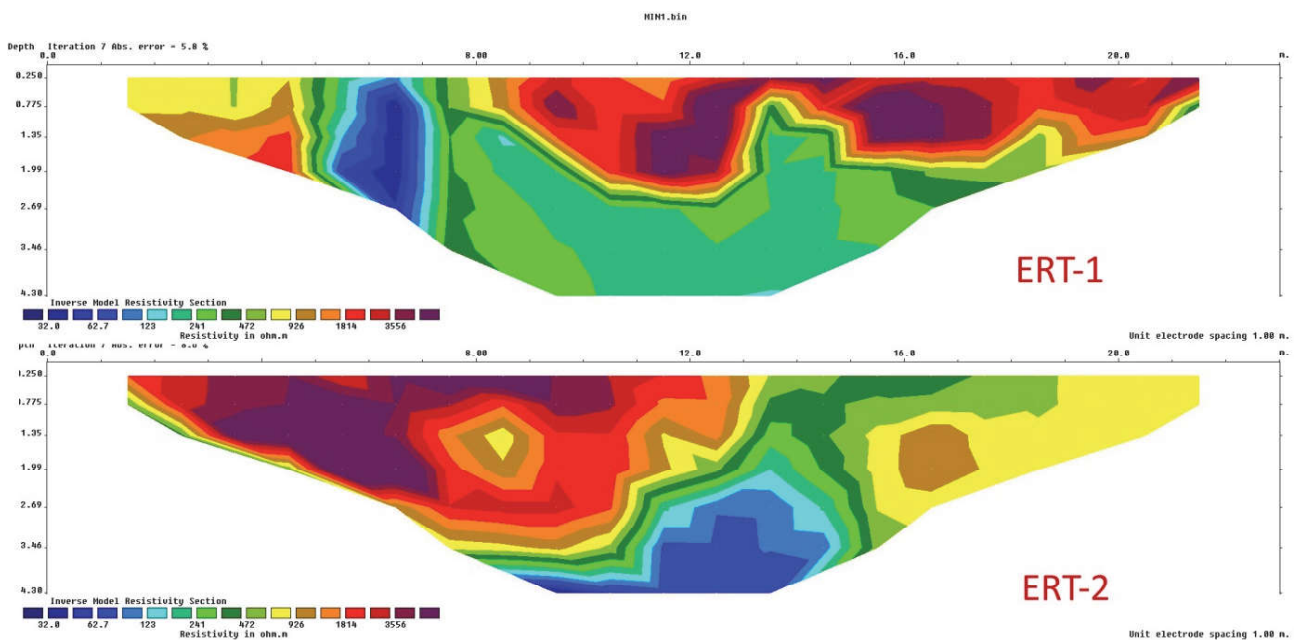 MIN1.bin
Depth Iteration 7 Abs. error = 5.8 %
0.0 8.00 12.0 16.0 20.0 m.
0.250
0.775
1.35
1.99
2.69
3.46
4.30
ERT-1
Inverse Model Resistivity Section
32.0 62.7 123 241 472 926 1814 3556
Resistivity in ohm.m
Unit electrode spacing 1.00 m.
0.0 8.00 12.0 16.0 20.0 m.
.250
.775
1.35
1.99
2.69
3.46
4.30
ERT-2
Inverse Model Resistivity Section
32.0 62.7 123 241 472 926 1814 3556
Resistivity in ohm.m
Unit electrode spacing 1.00 m.